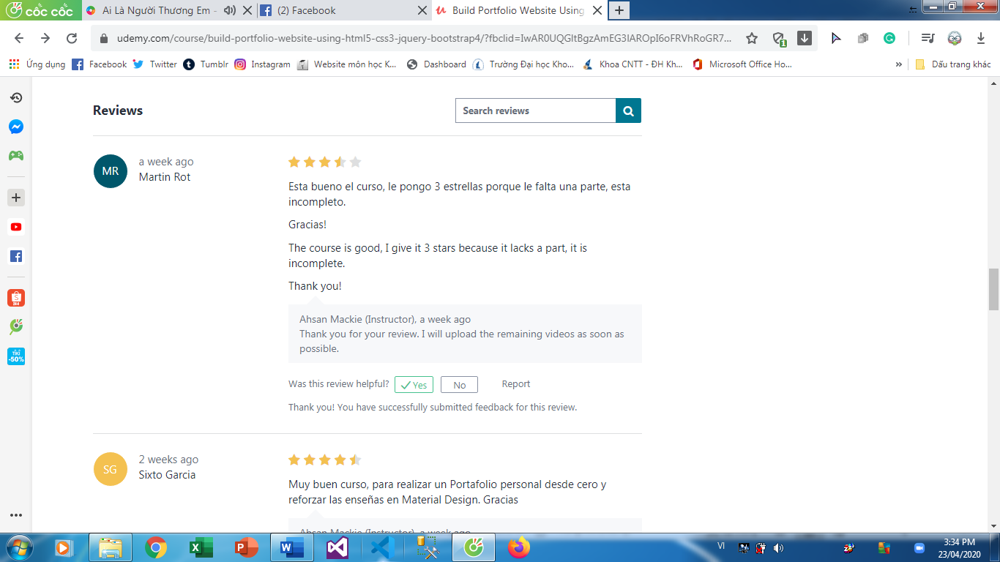 cốc cốc
Ai Là Người Thương Em -
(2) Facebook
Build Portfolio Website Using
udemy.com/course/build-portfolio-website-using-html5-css3-jquery-bootstrap4/?fbclid=IwAR0UQGltBgzAmEG3lAROpI6oFRVhRoGR7...
1
Ứng dụng
Facebook
Twitter
Tumblr
Instagram
Website môn học K...
Dashboard
Trường Đại học Kho...
Khoa CNTT - ĐH Kh...
Microsoft Office Ho...
»
Dấu trang khác
Reviews
Search reviews
MR
a week ago
Martin Rot
Esta bueno el curso, le pongo 3 estrellas porque le falta una parte, esta
incompleto.
Gracias!
The course is good, I give it 3 stars because it lacks a part, it is
incomplete.
Thank you!
Ahsan Mackie (Instructor), a week ago
Thank you for your review. I will upload the remaining videos as soon as
possible.
Was this review helpful?
Yes
No
Report
Thank you! You have successfully submitted feedback for this review.
SG
2 weeks ago
Sixto Garcia
Muy buen curso, para realizar un Portafolio personal desde cero y
reforzar las enseñas en Material Design. Gracias
Ahsan Mackie (Instructor), a week ago
TIKI
-50%
VI
3:34 PM
23/04/2020